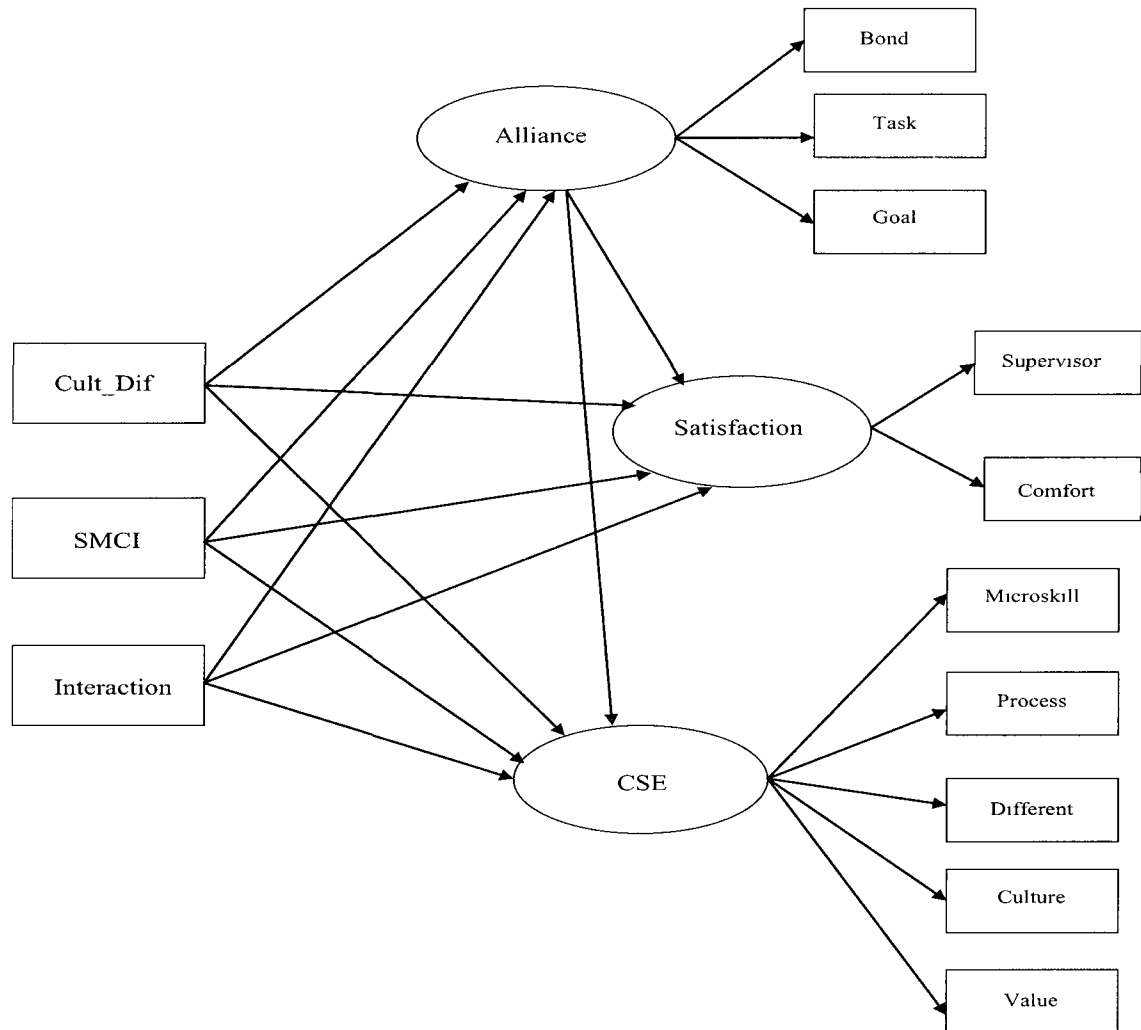 Bond
Alliance
Task
Goal
Cult_Dif
Supervisor
Satisfaction
Comfort
SMCI
Microskill
Interaction
Process
CSE
Different
Culture
Value